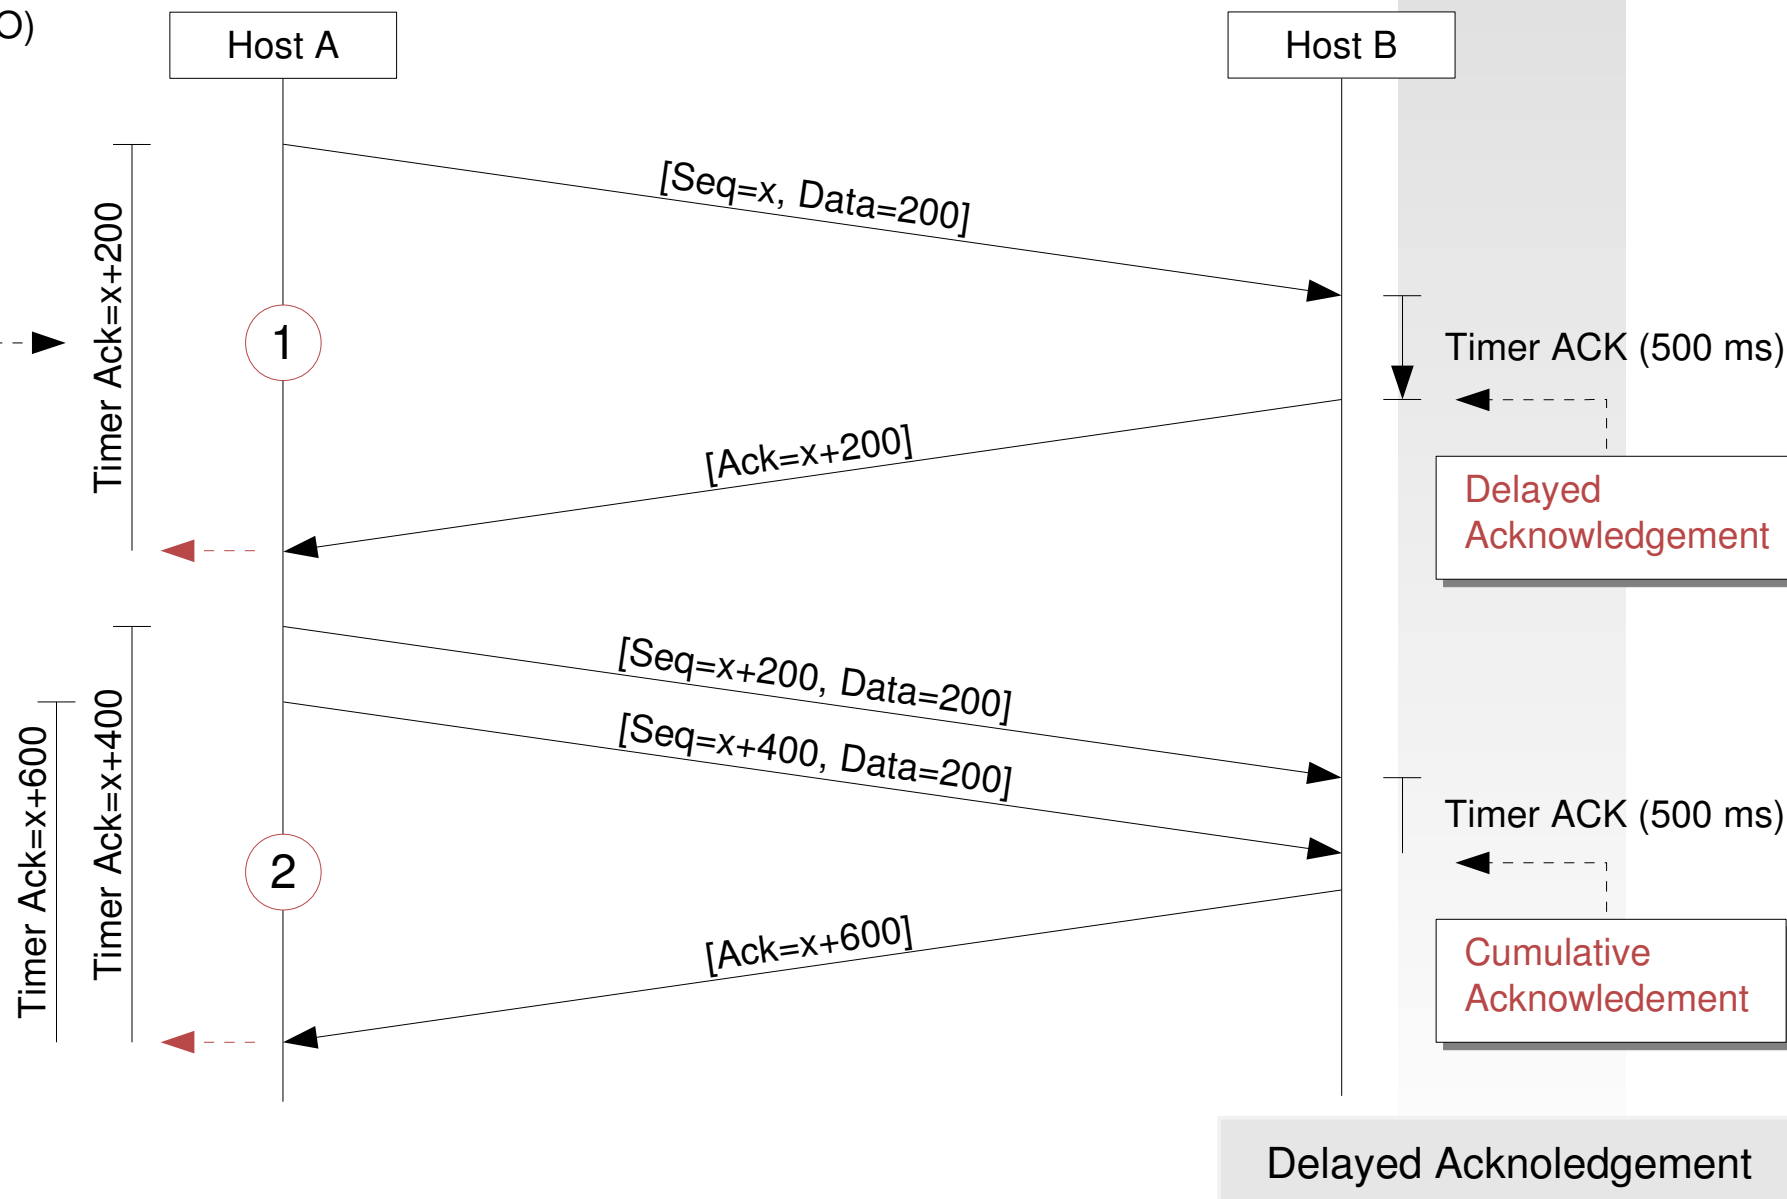 O)
Host A
Host B
[Seq=x, Data=200]
Timer Ack=x+200
1
Timer ACK (500 ms)
[Ack=x+200]
Delayed
Acknowledgement
[Seq=x+200, Data=200]
[Seq=x+400, Data=200]
Timer Ack=x+600
Timer Ack=x+400
Timer ACK (500 ms)
2
[Ack=x+600]
Cumulative
Acknowledement
Delayed Acknoledgement